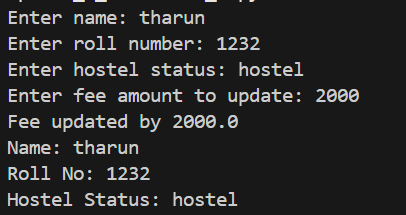 Enter name: tharun
Enter roll number: 1232
Enter hostel status: hostel
Enter fee amount to update: 2000
Fee updated by 2000.0
Name: tharun
Roll No: 1232
Hostel Status: hostel